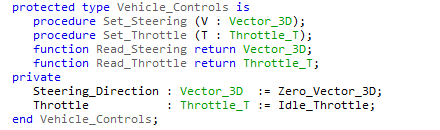 protected type Vehicle_Controls is
   procedure Set_Steering (V : Vector_3D);
   procedure Set_Throttle (T : Throttle_T);
   function Read_Steering return Vector_3D;
   function Read_Throttle return Throttle_T;
private
   Steering_Direction : Vector_3D  := Zero_Vector_3D;
   Throttle           : Throttle_T := Idle_Throttle;
end Vehicle_Controls;